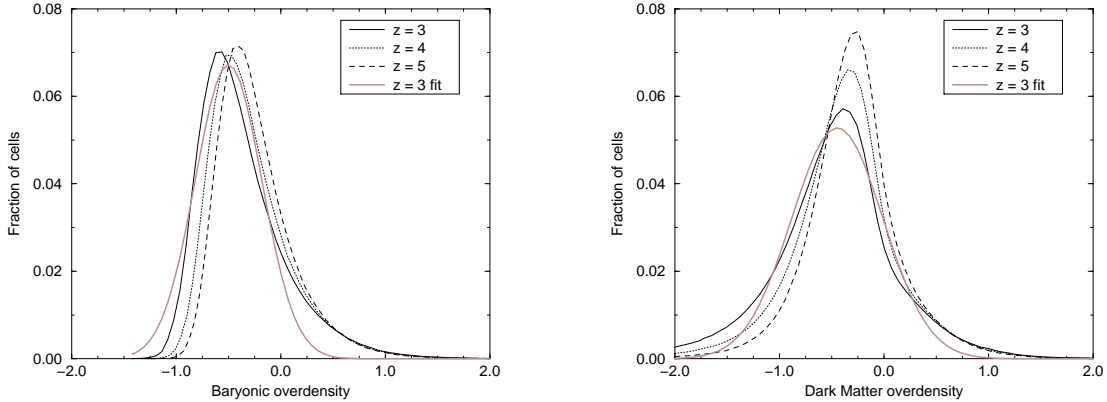 0.08
0.06
0.04
0.02
0.00
Fraction of cells
−2.0 −1.0 0.0 1.0 2.0
Baryonic overdensity
z = 3
z = 4
z = 5
z = 3 fit
0.08
0.06
0.04
0.02
0.00
Fraction of cells
−2.0 −1.0 0.0 1.0 2.0
Dark Matter overdensity
z = 3
z = 4
z = 5
z = 3 fit